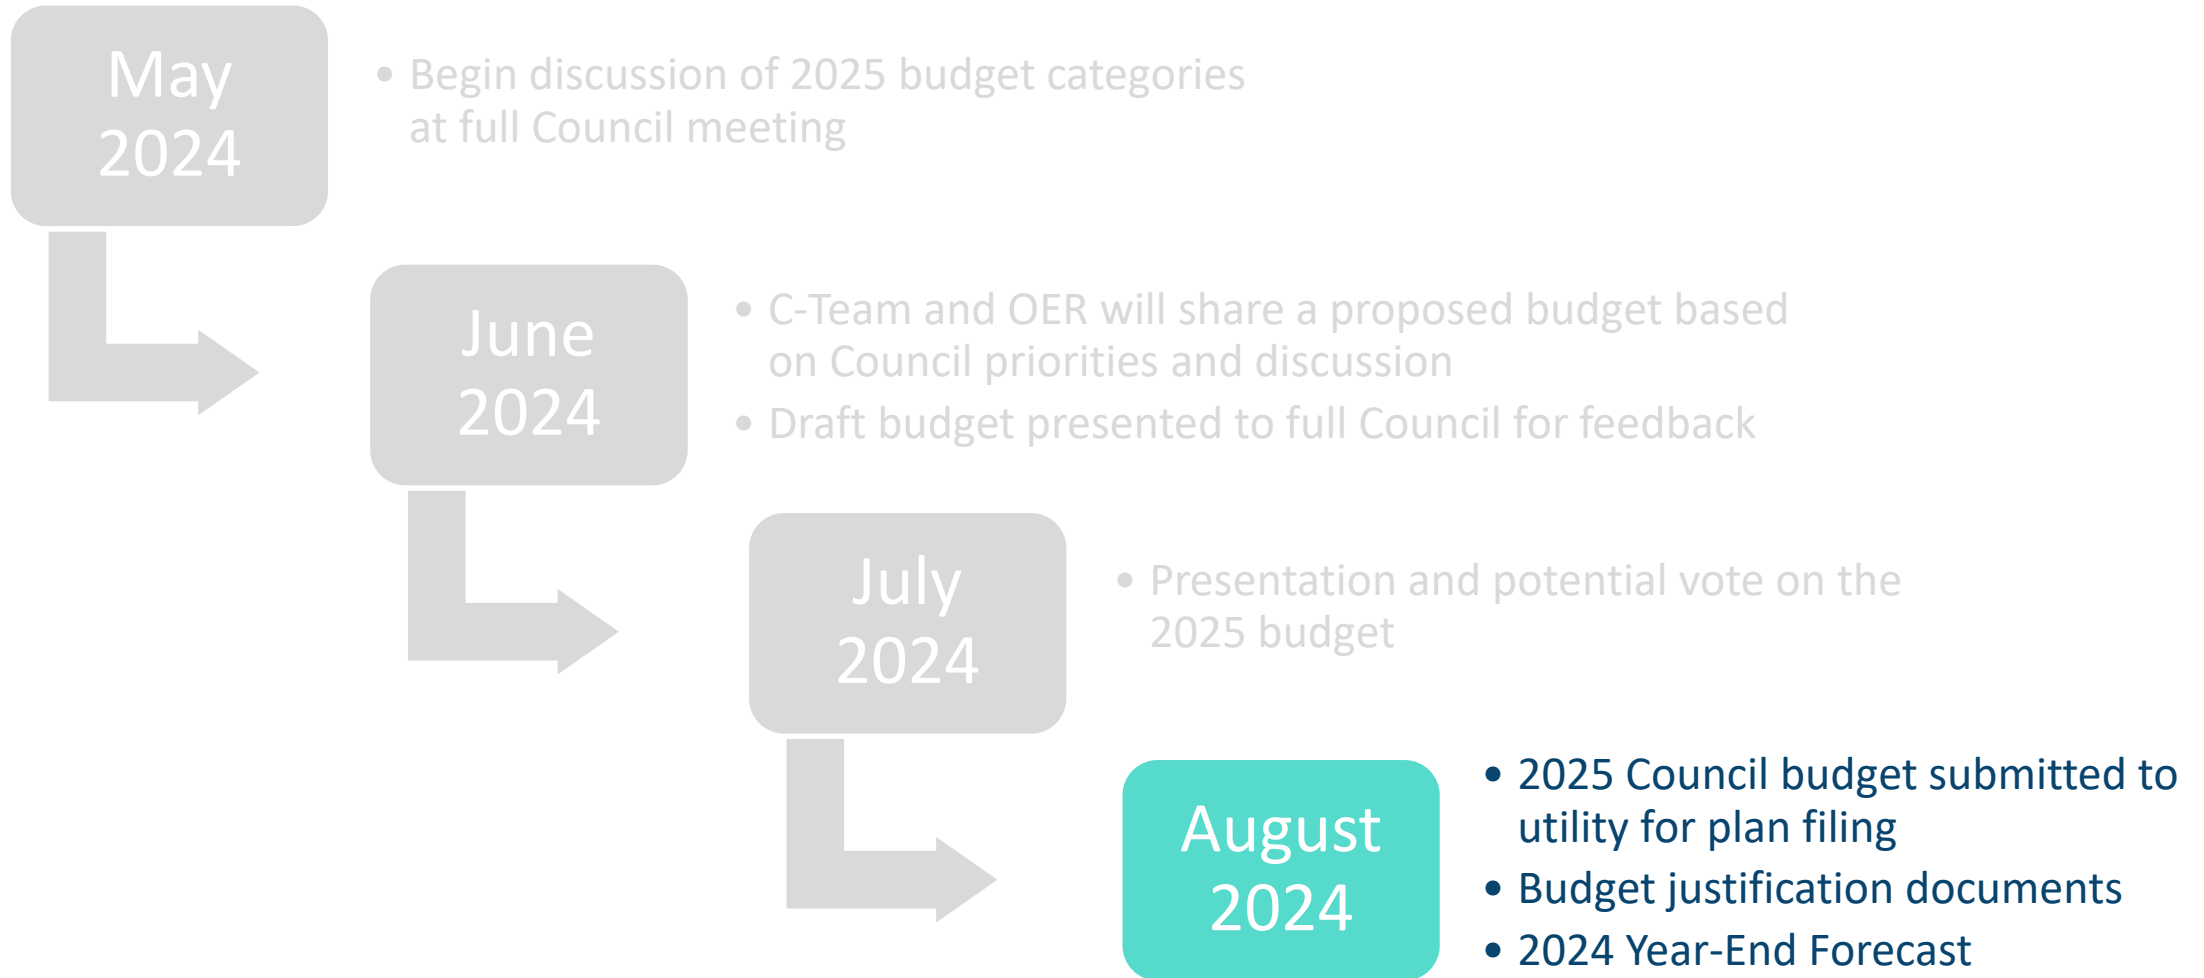 May
2024
• Begin discussion of 2025 budget categories
at full Council meeting
June
2024
• C-Team and OER will share a proposed budget based
on Council priorities and discussion
• Draft budget presented to full Council for feedback
July
2024
• Presentation and potential vote on the
2025 budget
August
2024
• 2025 Council budget submitted to
utility for plan filing
• Budget justification documents
• 2024 Year-End Forecast